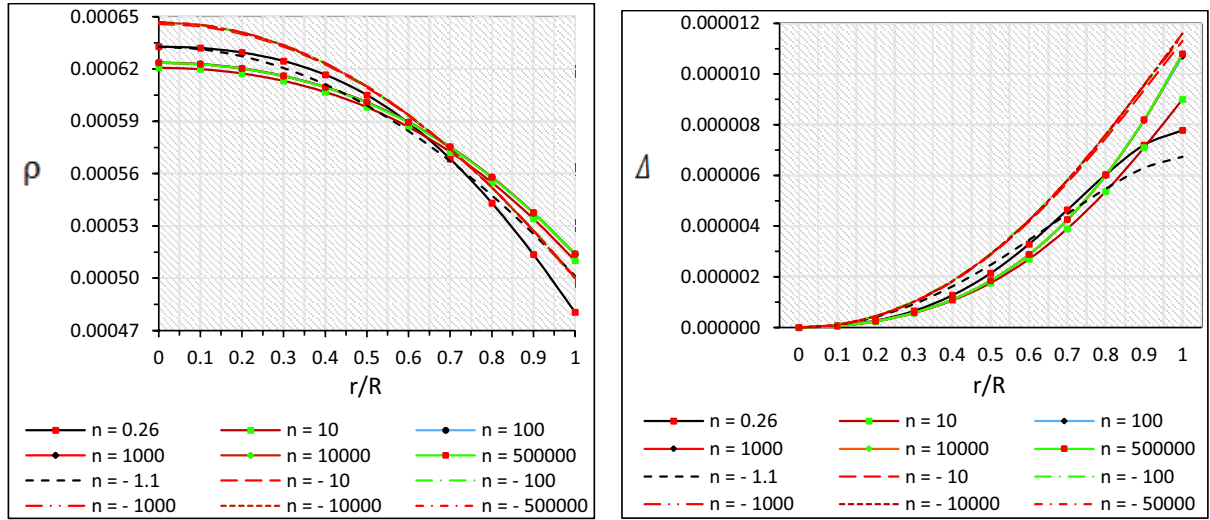 0.00065
0.00062
0.00059
ρ
0.00056
0.00053
0.00050
0.00047
0 0.1 0.2 0.3 0.4 0.5 0.6 0.7 0.8 0.9 1
r/R
n = 0.26 n = 10 n = 100
n = 1000 n = 10000 n = 500000
n = - 1.1 n = - 10 n = - 100
n = - 1000 n = - 10000 n = - 500000
0.000012
0.000010
0.000008
Δ
0.000006
0.000004
0.000002
0.000000
0 0.1 0.2 0.3 0.4 0.5 0.6 0.7 0.8 0.9 1
r/R
n = 0.26 n = 10 n = 100
n = 1000 n = 10000 n = 500000
n = - 1.1 n = - 10 n = - 100
n = - 1000 n = - 10000 n = - 50000